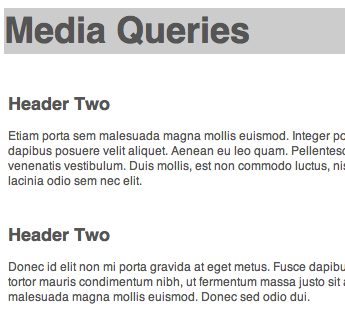 Media Queries
Header Two
Etiam porta sem malesuada magna mollis euismod. Integer po
dapibus posuere velit aliquet. Aenean eu leo quam. Pellentesc
venenatis vestibulum. Duis mollis, est non commodo luctus, nis
lacinia odio sem nec elit.
Header Two
Donec id elit non mi porta gravida at eget metus. Fusce dapibu
tortor mauris condimentum nibh, ut fermentum massa justo sit a
malesuada magna mollis euismod. Donec sed odio dui.